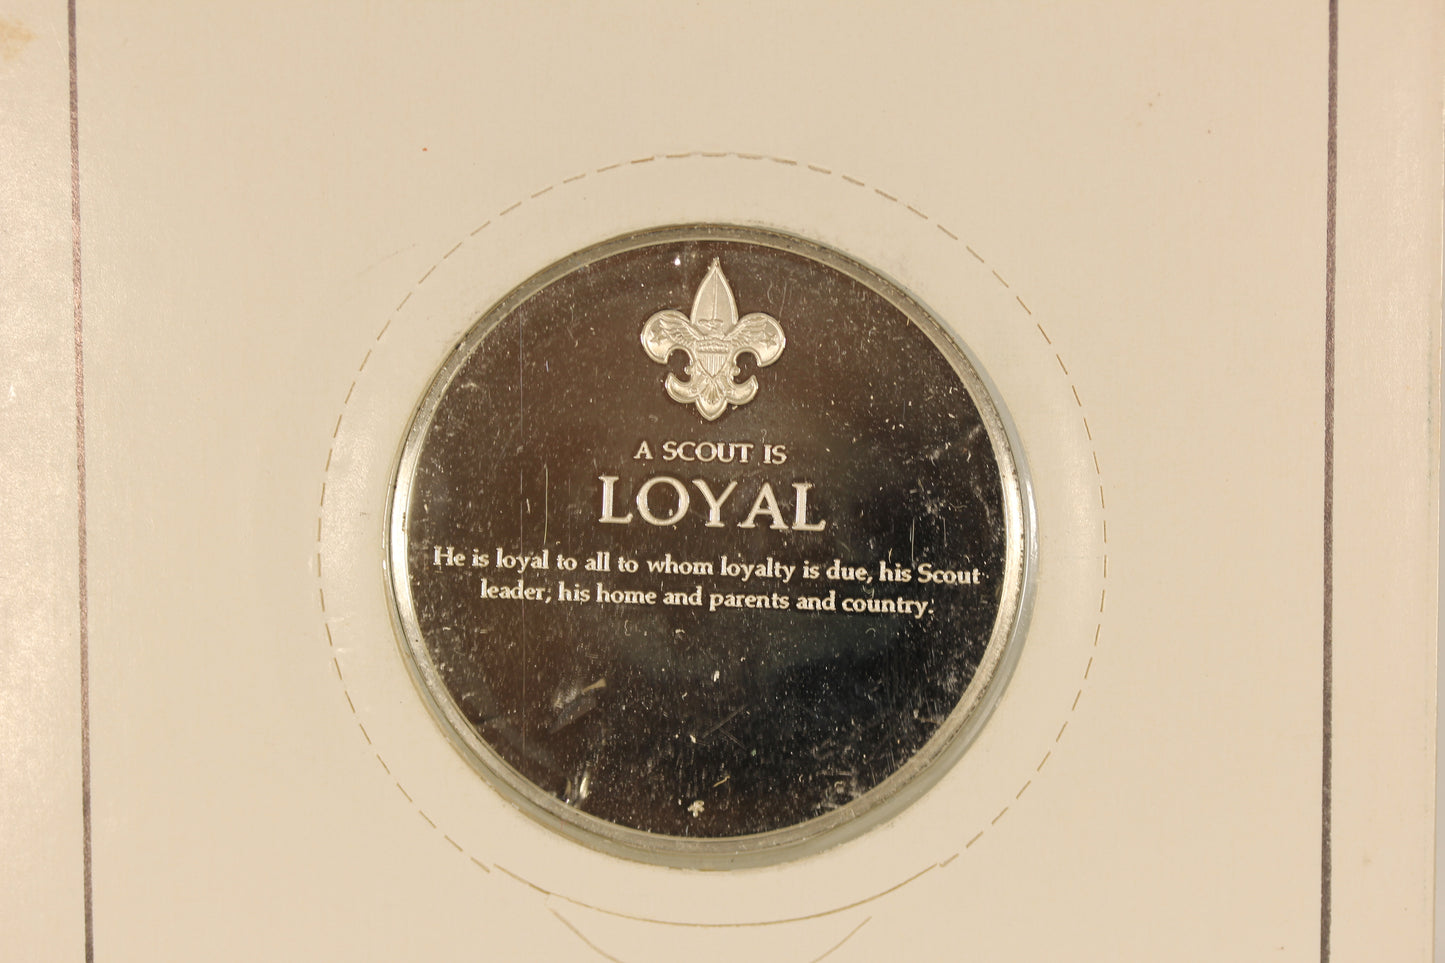 A SCOUT IS
LOYAL
He is loyal to all to whom loyalty is due, his Scout
leader, his home and parents and country.